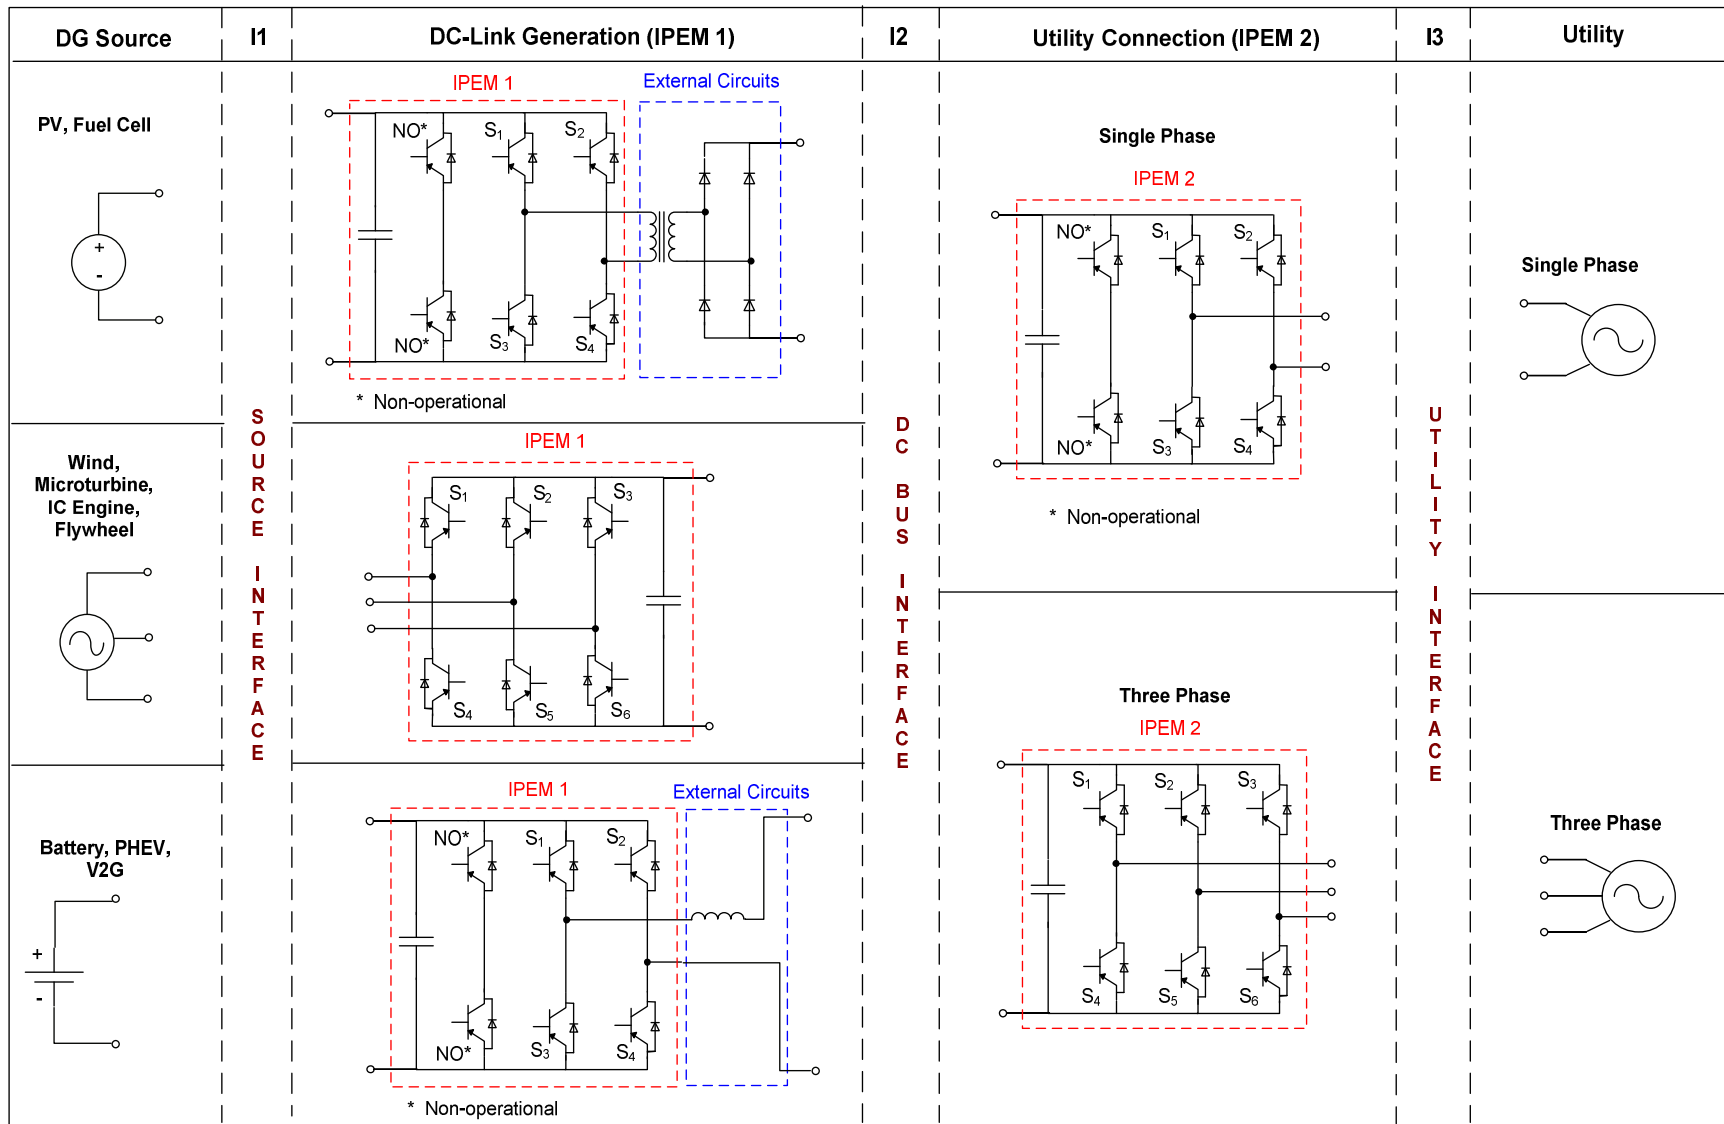 DG Source
I1
DC-Link Generation (IPEM 1)
I2
Utility Connection (IPEM 2)
I3
Utility
PV, Fuel Cell
+
-
IPEM 1
External Circuits
NO*
S1
S2
NO*
S3
S4
* Non-operational
Wind,
Microturbine,
IC Engine,
Flywheel
IPEM 1
S1
S2
S3
S4
S5
S6
Battery, PHEV,
V2G
+
-
IPEM 1
External Circuits
NO*
S1
S2
NO*
S3
S4
* Non-operational
SOURCE INTERFACE
DC BUS INTERFACE
Single Phase
IPEM 2
NO*
S1
S2
NO*
S3
S4
* Non-operational
Three Phase
IPEM 2
S1
S2
S3
S4
S5
S6
UTILITY INTERFACE
Single Phase
Three Phase